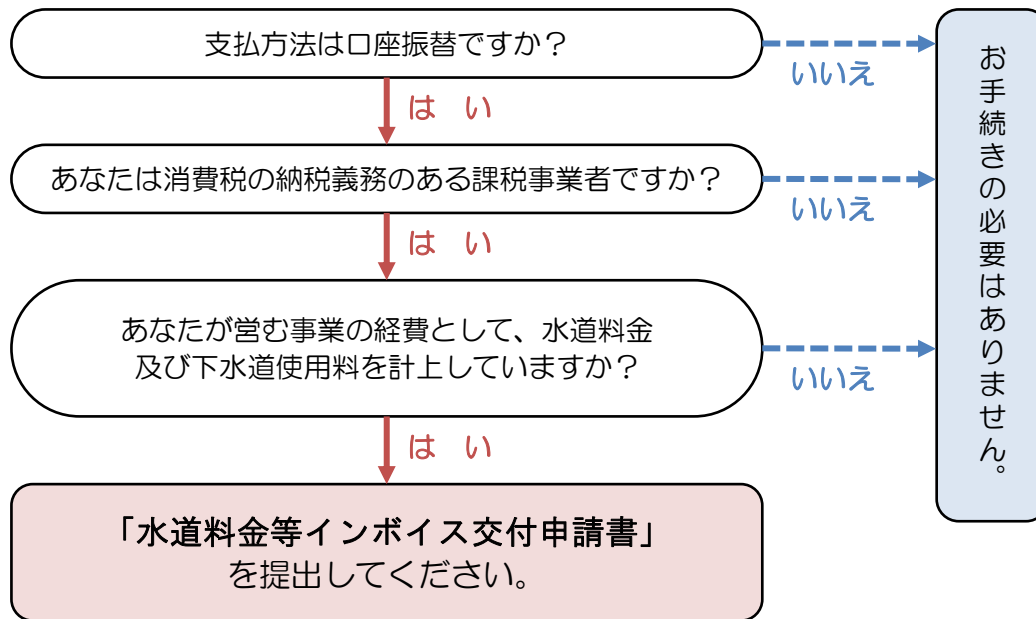 支払方法は口座振替ですか？
いいえ
は　い
あなたは消費税の納税義務のある課税事業者ですか？
いいえ
は　い
あなたが営む事業の経費として、水道料金
及び下水道使用料を計上していますか？
いいえ
は　い
「水道料金等インボイス交付申請書」
を提出してください。
お手続きの必要はありません。